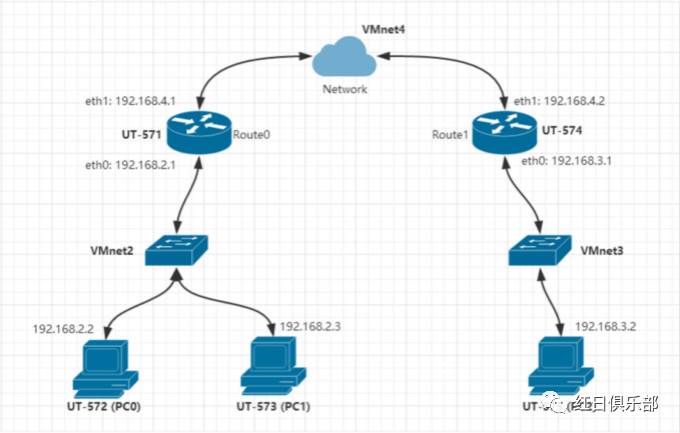 VMnet4
Network
eth1: 192.168.4.1
eth1: 192.168.4.2
UT-571
Route0
Route1
UT-574
eth0: 192.168.2.1
eth0: 192.168.3.1
VMnet2
VMnet3
192.168.2.2
192.168.2.3
192.168.3.2
UT-572 (PC0)
UT-573 (PC1)
红日俱乐部